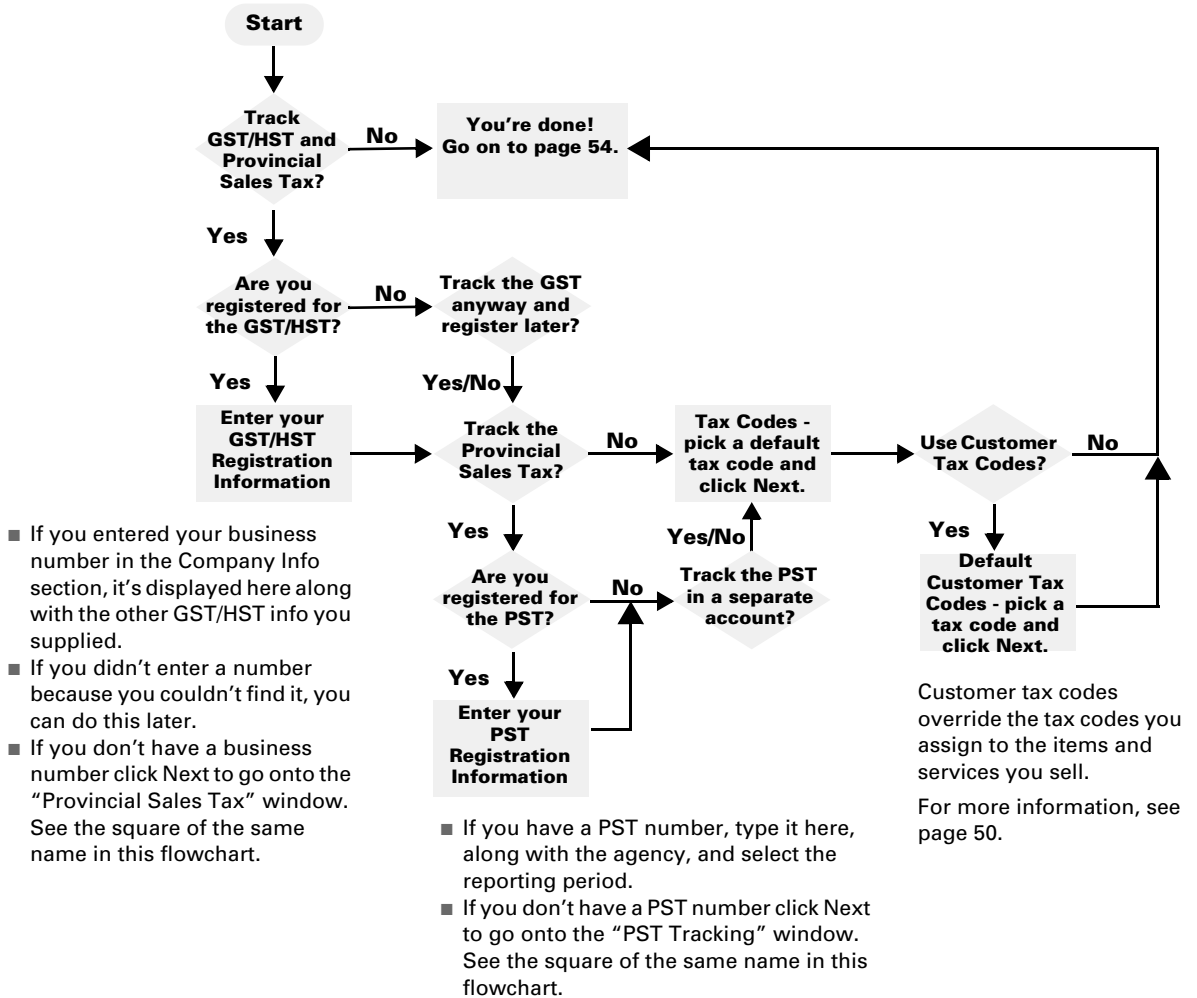 Start
Track
GST/HST and
Provincial
Sales Tax?
No
You're done!
Go on to page 54.
Yes
Are you
registered for
the GST/HST?
No
Track the GST
anyway and
register later?
Yes
Yes/No
Enter your
GST/HST
Registration
Information
Track the
Provincial
Sales Tax?
No
Tax Codes -
pick a default
tax code and
click Next.
Use Customer
Tax Codes?
No
■ If you entered your business
number in the Company Info
section, it's displayed here along
with the other GST/HST info you
supplied.
■ If you didn't enter a number
because you couldn't find it, you
can do this later.
■ If you don't have a business
number click Next to go onto the
“Provincial Sales Tax” window.
See the square of the same
name in this flowchart.
Yes
Yes/No
Are you
registered for
the PST?
No
Track the PST
in a separate
account?
Yes
Enter your
PST
Registration
Information
■ If you have a PST number, type it here,
along with the agency, and select the
reporting period.
■ If you don't have a PST number click Next
to go onto the “PST Tracking” window.
See the square of the same name in this
flowchart.
Yes
Default
Customer Tax
Codes - pick a
tax code and
click Next.
Customer tax codes
override the tax codes you
assign to the items and
services you sell.
For more information, see
page 50.